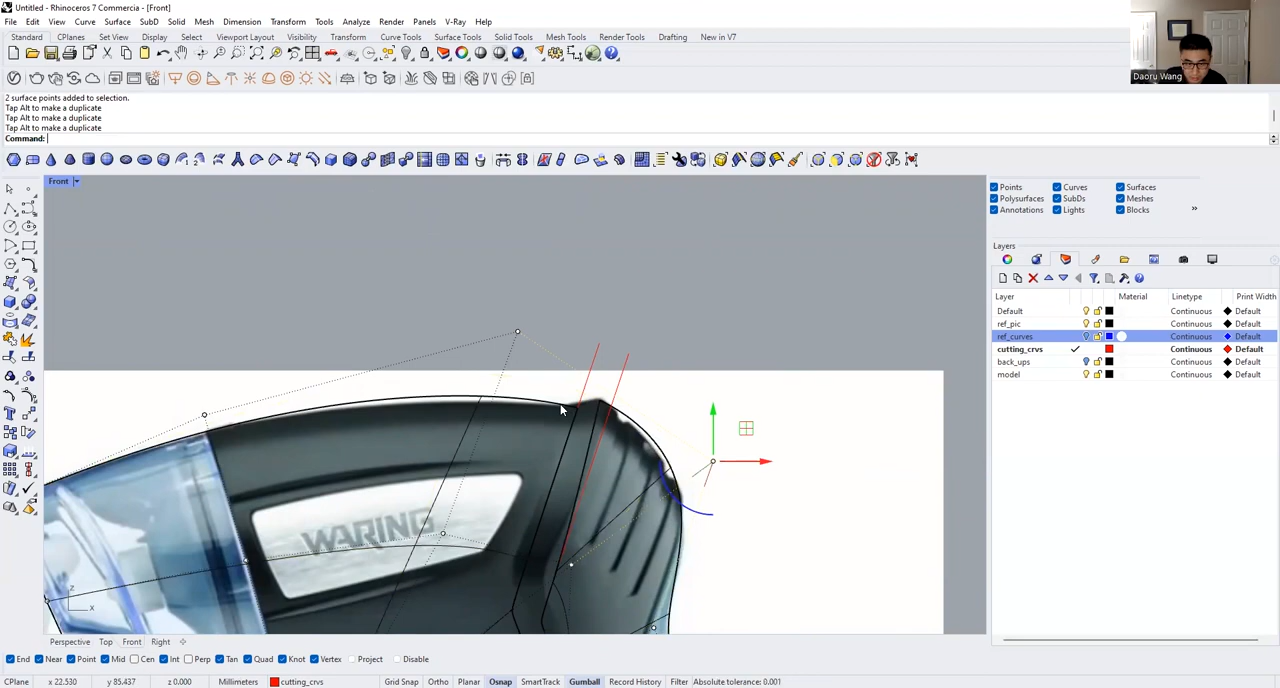 Untitled - Rhinoceros 7 Commercia - [Front]
File Edit View Curve Surface SubD Solid Mesh Dimension Transform Tools Analyze Render Panels V-Ray Help
Standard CPlanes Set View Display Select Viewport Layout Visibility Transform Curve Tools Surface Tools Solid Tools Mesh Tools Render Tools Drafting New in V7
Daoru Wang
2 surface points added to selection.
Tap Alt to make a duplicate
Tap Alt to make a duplicate
Tap Alt to make a duplicate
Command:
Front
Points Curves Surfaces
Polysurfaces SubDs Meshes
Annotations Lights Blocks
»
Layers
Layer Material Linetype Print Width
Default Continuous Default
ref_pic Continuous Default
ref_curves Continuous Default
cutting_crvs Continuous Default
back_ups Continuous Default
model Continuous Default
WARING
z
x
Perspective Top Front Right
End Near Point Mid Cen Int Perp Tan Quad Knot Vertex Project Disable
CPlane x 22.530 y 85.437 z 0.000 Millimeters cutting_crvs Grid Snap Ortho Planar Osnap SmartTrack Gumball Record History Filter Absolute tolerance: 0.001